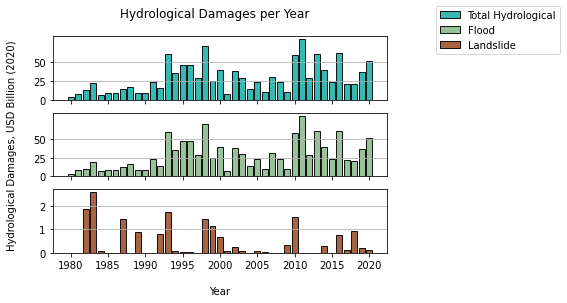 Hydrological Damages per Year
Total Hydrological
Flood
Landslide
Hydrological Damages, USD Billion (2020)
50
25
0
50
25
0
2
1
0
1980 1985 1990 1995 2000 2005 2010 2015 2020
Year